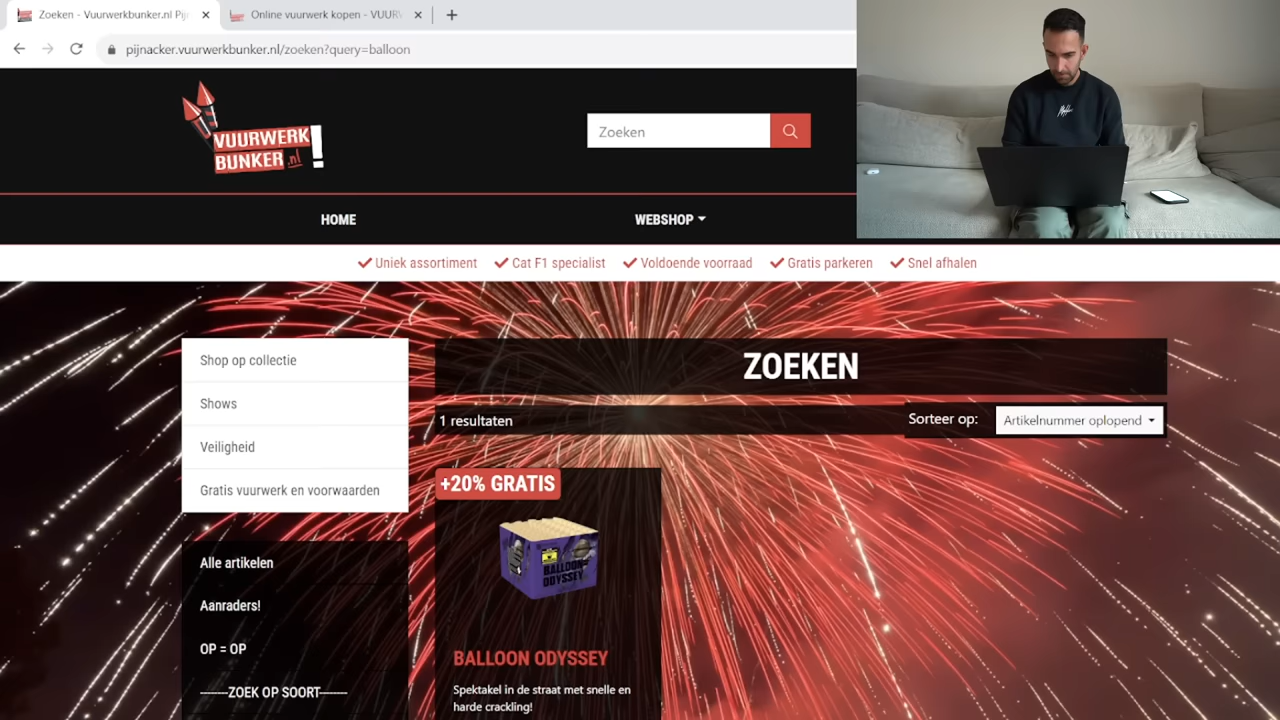 Zoeken - Vuurwerkbunker.nl Pij
Online vuurwerk kopen - VUURV
pijnacker.vuurwerkbunker.nl/zoeken?query=balloon
VUURWERK
BUNKER.nl!
Zoeken
HOME
WEBSHOP
Uniek assortiment
Cat F1 specialist
Voldoende voorraad
Gratis parkeren
Snel afhalen
Shop op collectie
Shows
Veiligheid
Gratis vuurwerk en voorwaarden
Alle artikelen
Aanraders!
OP = OP
--------ZOEK OP SOORT--------
ZOEKEN
1 resultaten
Sorteer op:
Artikelnummer oplopend
+20% GRATIS
BALLOON
ODYSSEY
BALLOON ODYSSEY
Spektakel in de straat met snelle en
harde crackling!